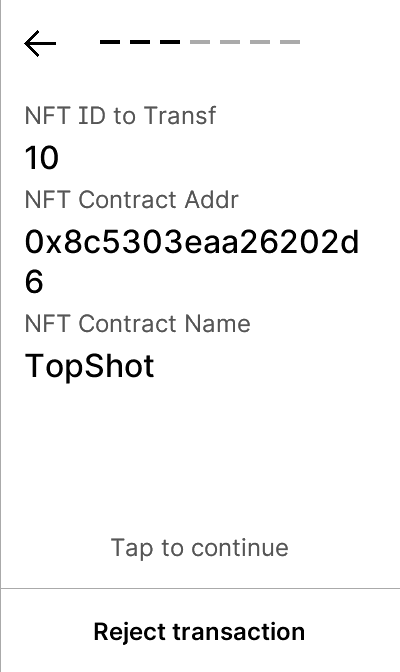 NFT ID to Transf
10
NFT Contract Addr
0x8c5303eaa26202d
6
NFT Contract Name
TopShot
Tap to continue
Reject transaction